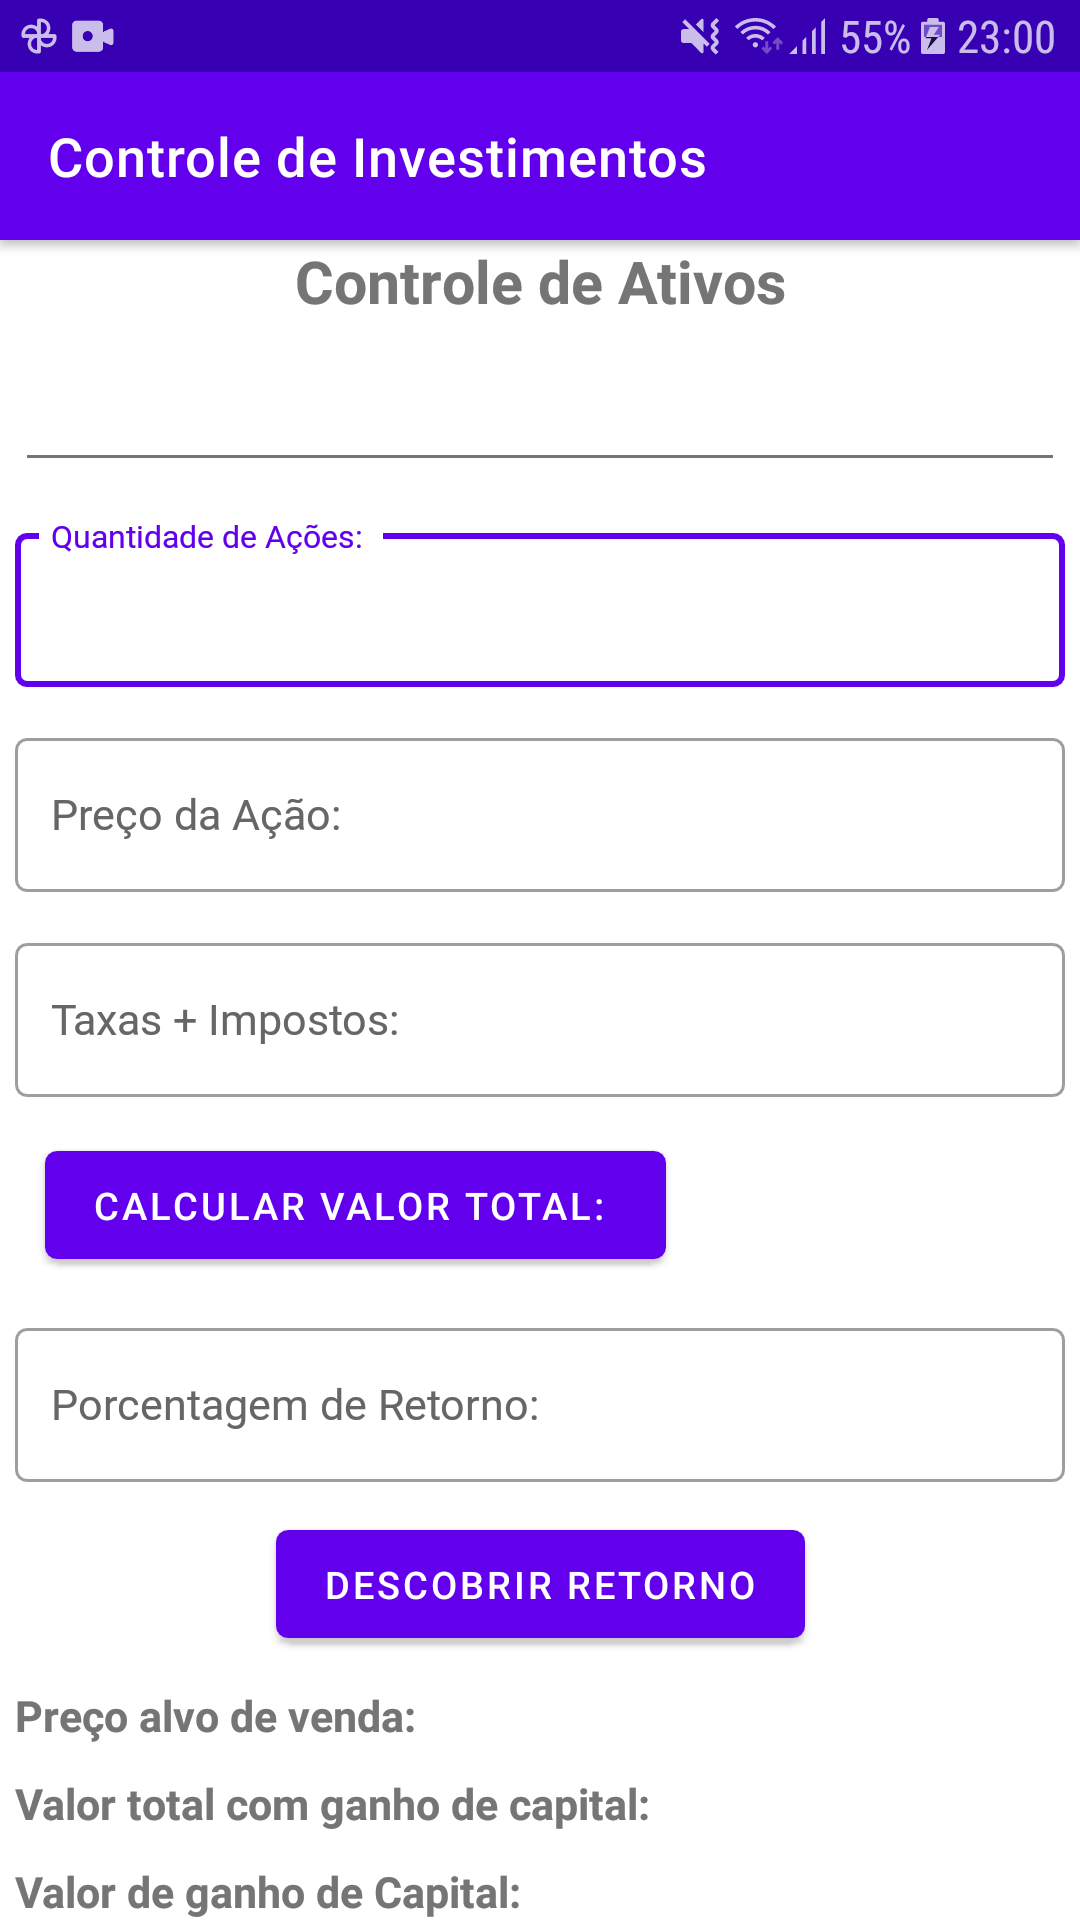 55% 23:00
Controle de Investimentos
Controle de Ativos
Quantidade de Ações:
Preço da Ação:
Taxas + Impostos:
CALCULAR VALOR TOTAL:
Porcentagem de Retorno:
DESCOBRIR RETORNO
Preço alvo de venda:
Valor total com ganho de capital:
Valor de ganho de Capital: